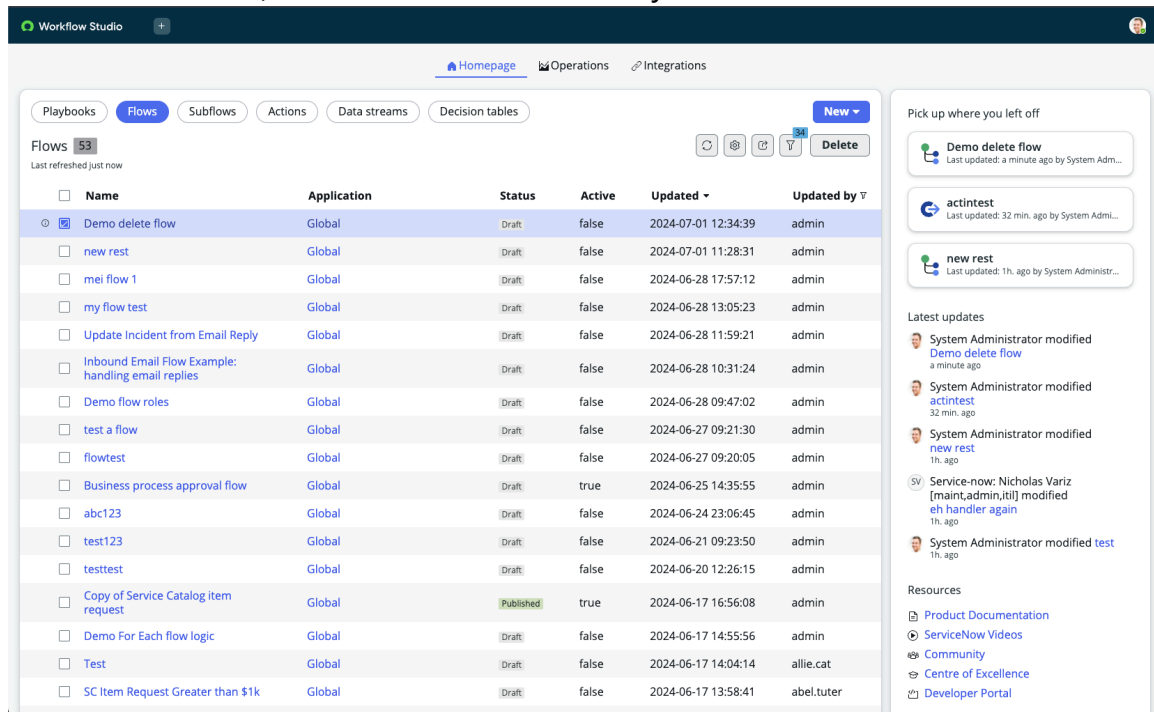 Workflow Studio +
Homepage Operations Integrations
Playbooks Flows Subflows Actions Data streams Decision tables New
Flows 53
Last refreshed just now
34
Delete
Name Application Status Active Updated Updated by
Demo delete flow Global Draft false 2024-07-01 12:34:39 admin
new rest Global Draft false 2024-07-01 11:28:31 admin
mei flow 1 Global Draft false 2024-06-28 17:57:12 admin
my flow test Global Draft false 2024-06-28 13:05:23 admin
Update Incident from Email Reply Global Draft false 2024-06-28 11:59:21 admin
Inbound Email Flow Example:
handling email replies Global Draft false 2024-06-28 10:31:24 admin
Demo flow roles Global Draft false 2024-06-28 09:47:02 admin
test a flow Global Draft false 2024-06-27 09:21:30 admin
flowtest Global Draft false 2024-06-27 09:20:05 admin
Business process approval flow Global Draft true 2024-06-25 14:35:55 admin
abc123 Global Draft false 2024-06-24 23:06:45 admin
test123 Global Draft false 2024-06-21 09:23:50 admin
testtest Global Draft false 2024-06-20 12:26:15 admin
Copy of Service Catalog item
request Global Published true 2024-06-17 16:56:08 admin
Demo For Each flow logic Global Draft false 2024-06-17 14:55:56 admin
Test Global Draft false 2024-06-17 14:04:14 allie.cat
SC Item Request Greater than $1k Global Draft false 2024-06-17 13:58:41 abel.tuter
Pick up where you left off
Demo delete flow
Last updated: a minute ago by System Adm...
actintest
Last updated: 32 min. ago by System Admi...
new rest
Last updated: 1h. ago by System Administr...
Latest updates
System Administrator modified
Demo delete flow
a minute ago
System Administrator modified
actintest
32 min. ago
System Administrator modified
new rest
1h. ago
SV Service-now: Nicholas Variz
[maint,admin,itil] modified
eh handler again
1h. ago
System Administrator modified test
1h. ago
Resources
Product Documentation
ServiceNow Videos
Community
Centre of Excellence
Developer Portal